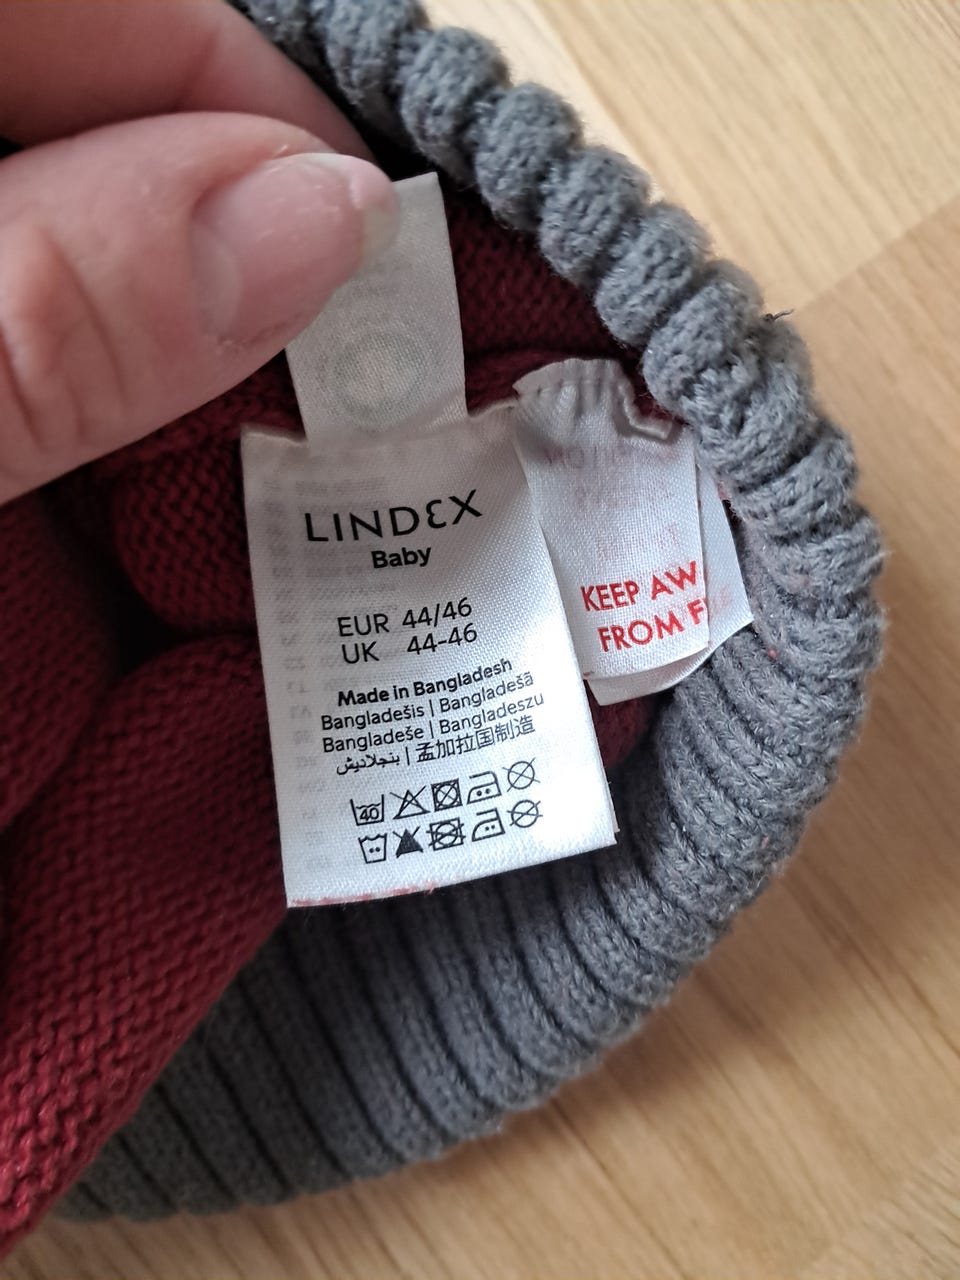 LINDEX
Baby
EUR 44/46
UK 44-46
Made in Bangladesh
Bangladešis | Bangladešā
Bangladeše | Bangladeszu
بنجلاديش | 孟加拉国制造
40
KEEP AW
FROM F